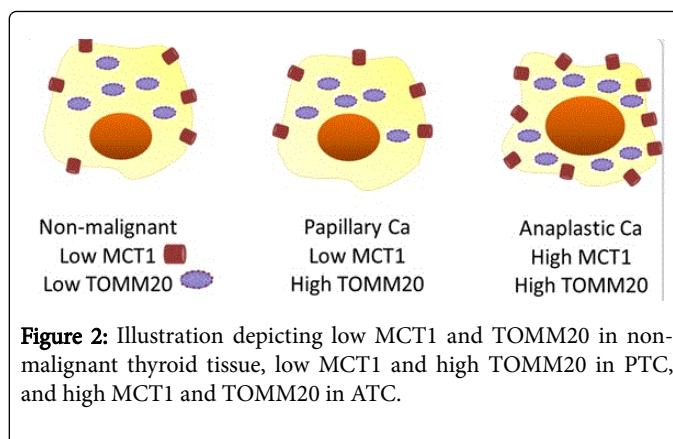 Non-malignant
Low MCT1
Low TOMM20
Papillary Ca
Low MCT1
High TOMM20
Anaplastic Ca
High MCT1
High TOMM20
Figure 2: Illustration depicting low MCT1 and TOMM20 in non-
malignant thyroid tissue, low MCT1 and high TOMM20 in PTC,
and high MCT1 and TOMM20 in ATC.